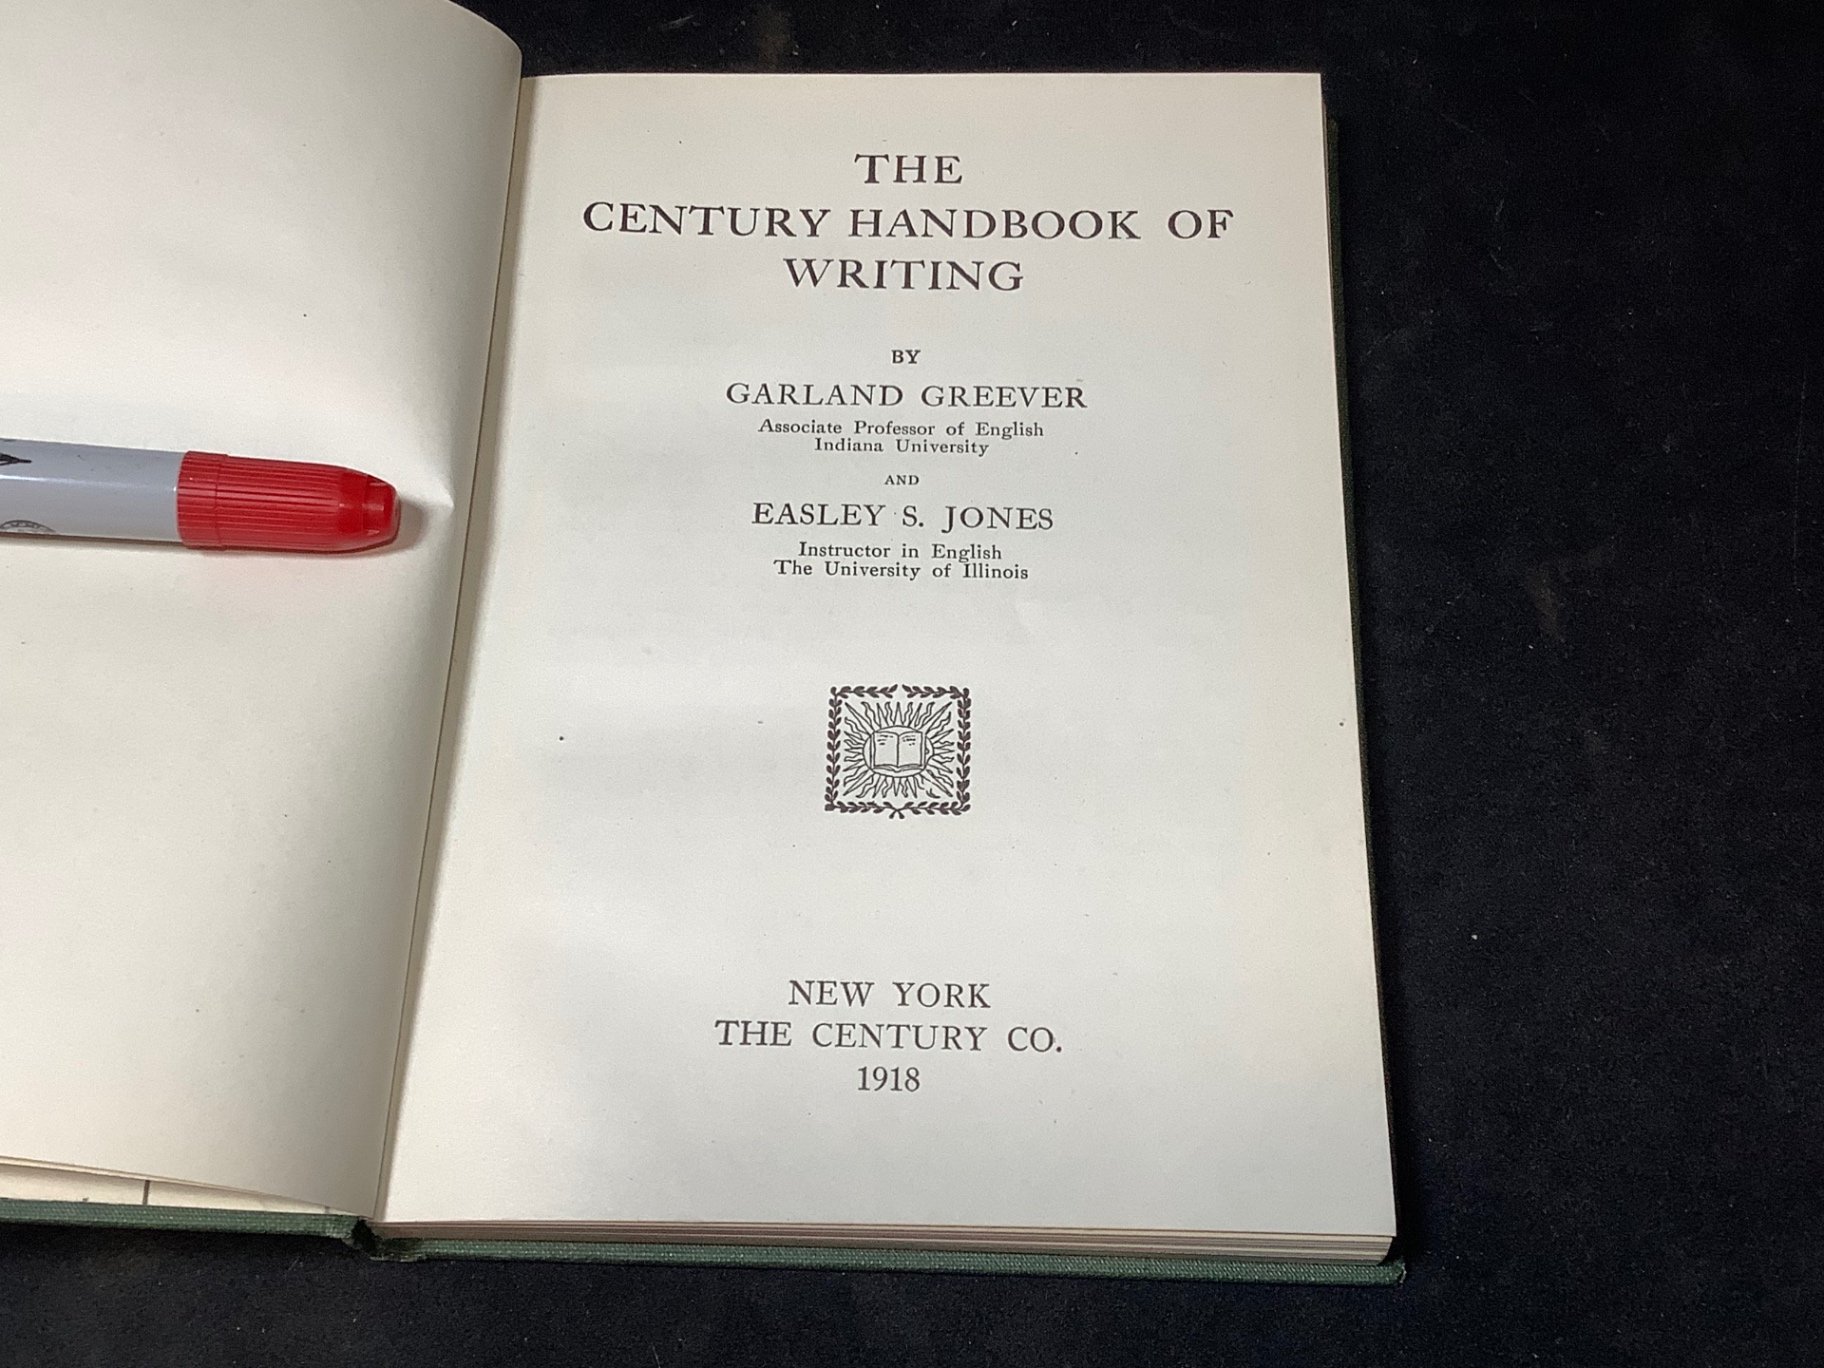 THE
CENTURY HANDBOOK OF
WRITING
BY
GARLAND GREEVER
Associate Professor of English
Indiana University
AND
EASLEY S. JONES
Instructor in English
The University of Illinois
NEW YORK
THE CENTURY CO.
1918